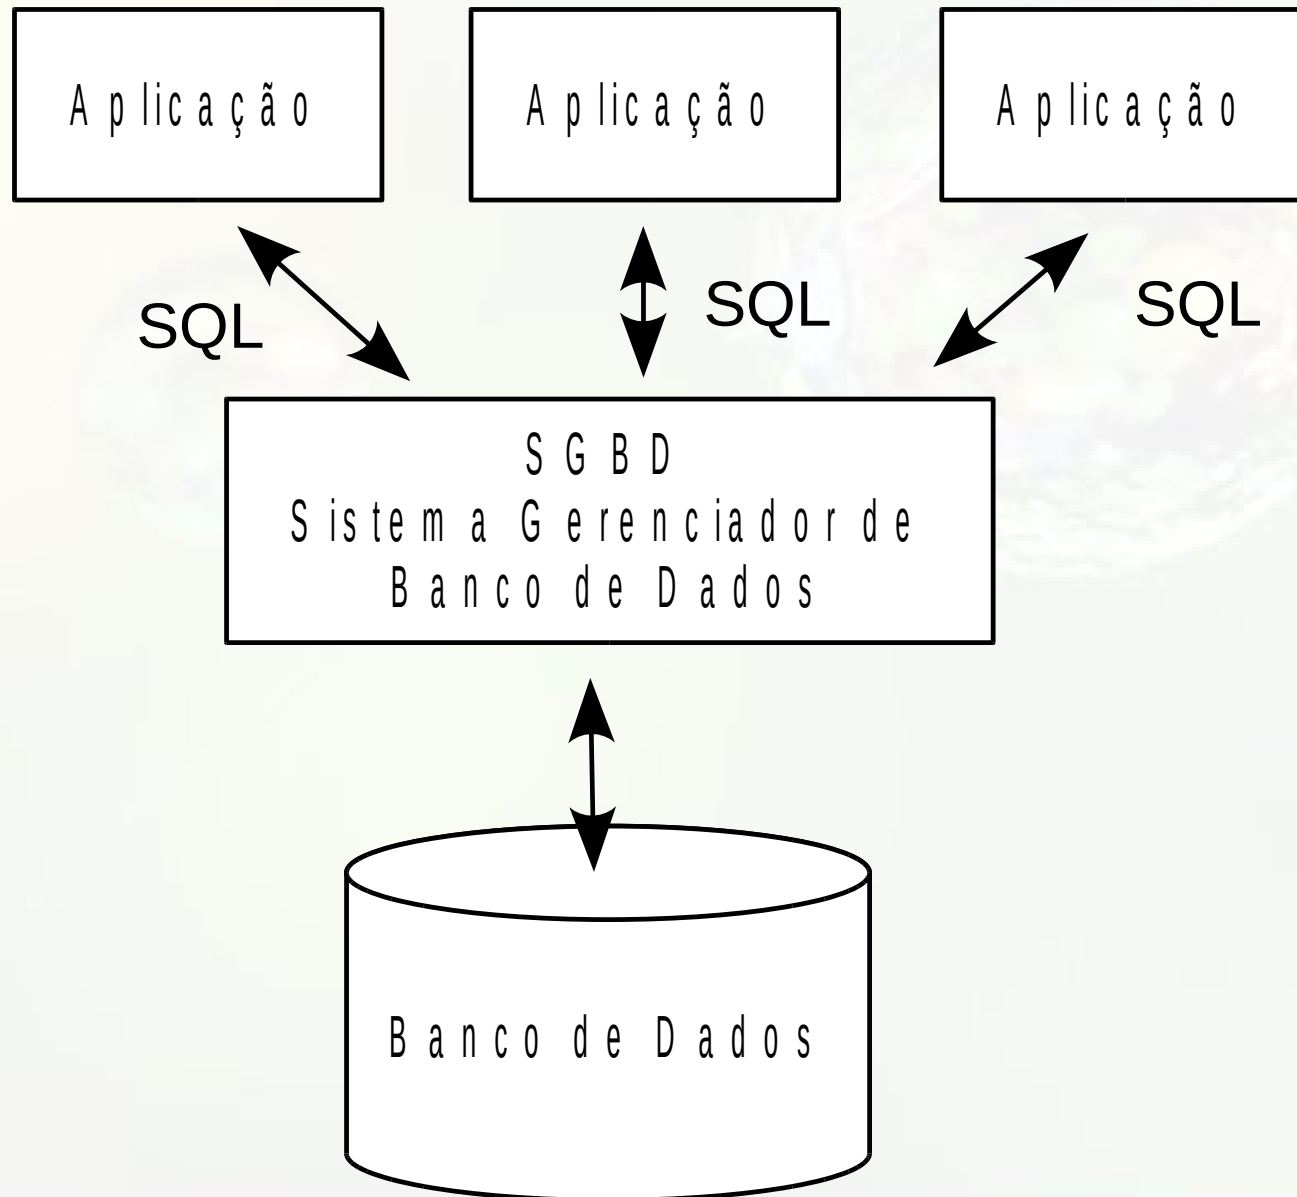 Aplicação
Aplicação
Aplicação
SQL
SQL
SQL
SGBD
Sistema Gerenciador de
Banco de Dados
Banco de Dados